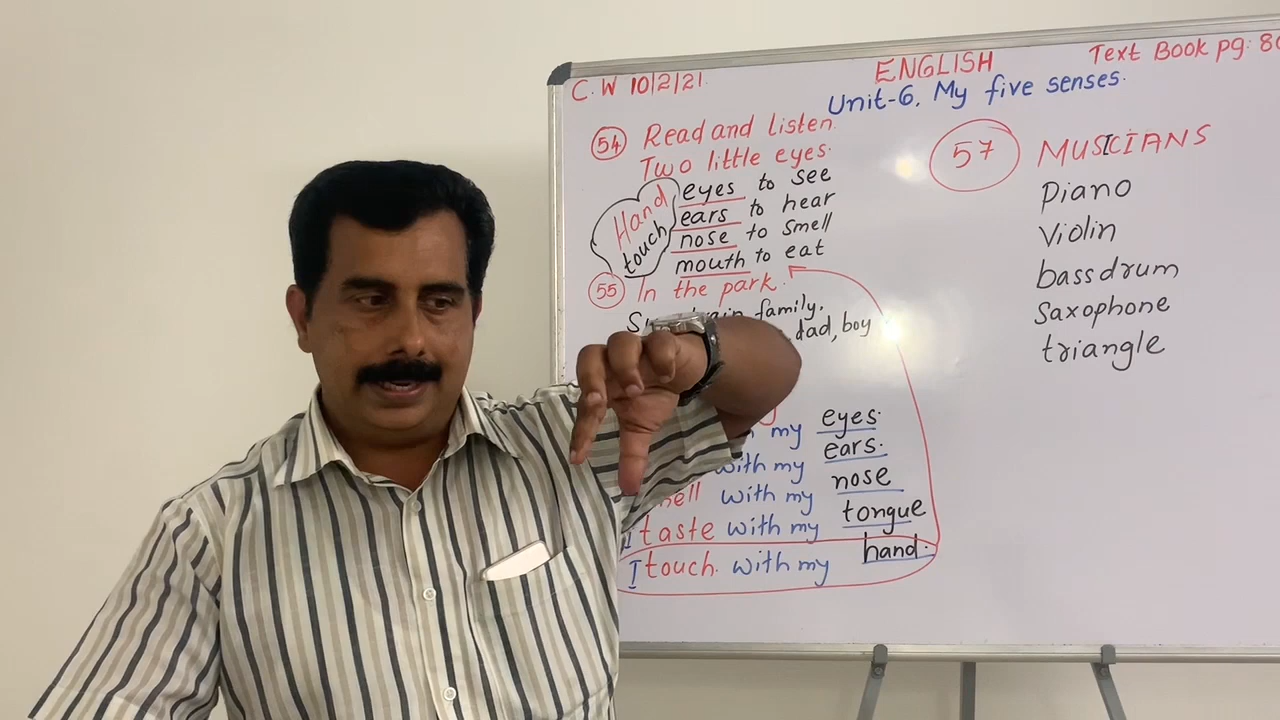 C.W 10/2/21.
ENGLISH
Text Book pg: 80
Unit-6, My five senses.
54 Read and listen.
Two little eyes.
Hand
touch
eyes to see
ears to hear
nose to smell
mouth to eat
55 In the park.
family,
dad, boy
my eyes.
with my ears.
with my nose
I taste with my tongue
I touch. with my hand.
57 MUSICIANS
Piano
Violin
bassdrum
Saxophone
triangle